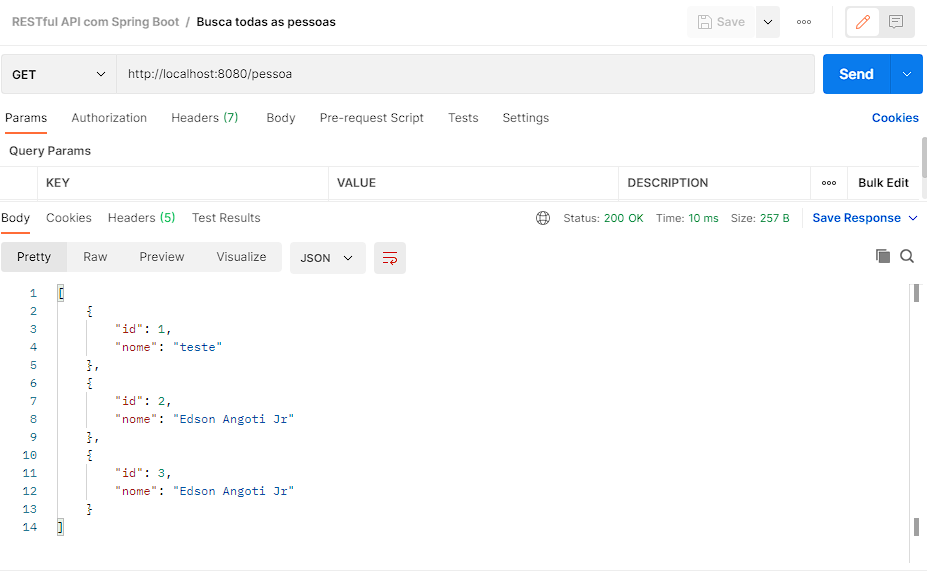 RESTful API com Spring Boot / Busca todas as pessoas
Save
GET http://localhost:8080/pessoa Send
Params Authorization Headers (7) Body Pre-request Script Tests Settings Cookies
Query Params
KEY VALUE DESCRIPTION Bulk Edit
Body Cookies Headers (5) Test Results Status: 200 OK Time: 10 ms Size: 257 B Save Response
Pretty Raw Preview Visualize JSON
1 [
2 {
3 "id": 1,
4 "nome": "teste"
5 },
6 {
7 "id": 2,
8 "nome": "Edson Angoti Jr"
9 },
10 {
11 "id": 3,
12 "nome": "Edson Angoti Jr"
13 }
14 ]